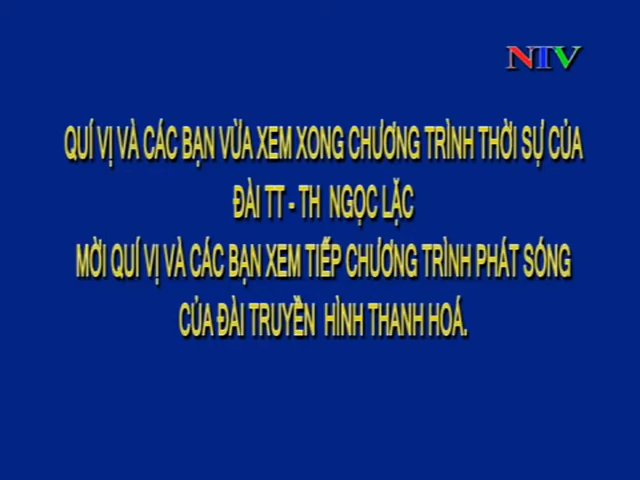 NTV
QUÍ VỊ VÀ CÁC BẠN VỪA XEM XONG CHƯƠNG TRÌNH THỜI SỰ CỦA
ĐÀI TT - TH NGỌC LẶC
MỜI QUÍ VỊ VÀ CÁC BẠN XEM TIẾP CHƯƠNG TRÌNH PHÁT SÓNG
CỦA ĐÀI TRUYỀN HÌNH THANH HOÁ.